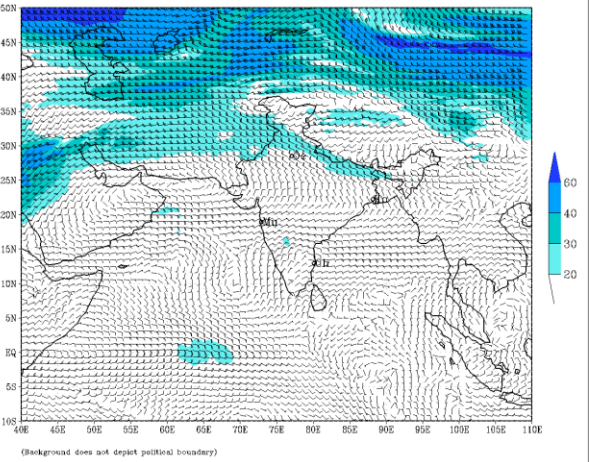 50N
45N
40N
35N
30N
25N
20N
15N
10N
5N
EQ
5S
10S
40E 45E 50E 55E 60E 65E 70E 75E 80E 85E 90E 95E 100E 105E 110E
60
40
30
20
Mu
(Background does not depict political boundary)